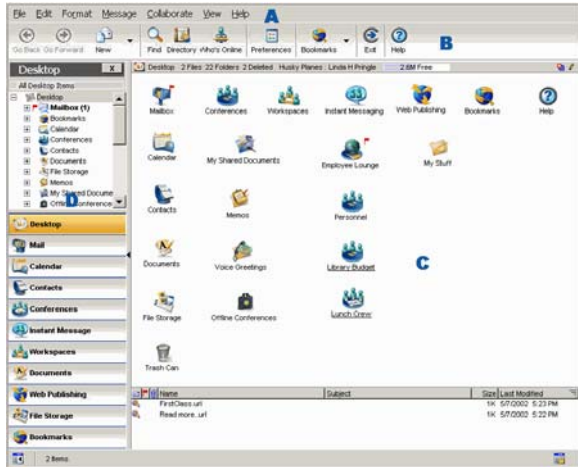 File Edit Format Message Collaborate View Help A
Go Back Go Forward New Find Directory Who's Online Preferences Bookmarks Exit Help B
Desktop x
Desktop 2 Files 22 Folders 2 Deleted Husky Planes : Linda H Pringle 2.6M Free
All Desktop Items
Desktop
Mailbox (1)
Bookmarks
Calendar
Conferences
Contacts
Documents
File Storage
Memos
My Shared Docume
Offline Conference
D
Desktop
Mail
Calendar
Contacts
Conferences
Instant Message
Workspaces
Documents
Web Publishing
File Storage
Bookmarks
Mailbox Conferences Workspaces Instant Messaging Web Publishing Bookmarks Help
Calendar My Shared Documents Employee Lounge My Stuff
Contacts Memos Personnel
Documents Voice Greetings Library Budget C
File Storage Offline Conferences Lunch Crew
Trash Can
Name Subject Size Last Modified
FirstClass.url 1K 5/7/2002 5:23 PM
Read more..url 1K 5/7/2002 5:22 PM
2 Items